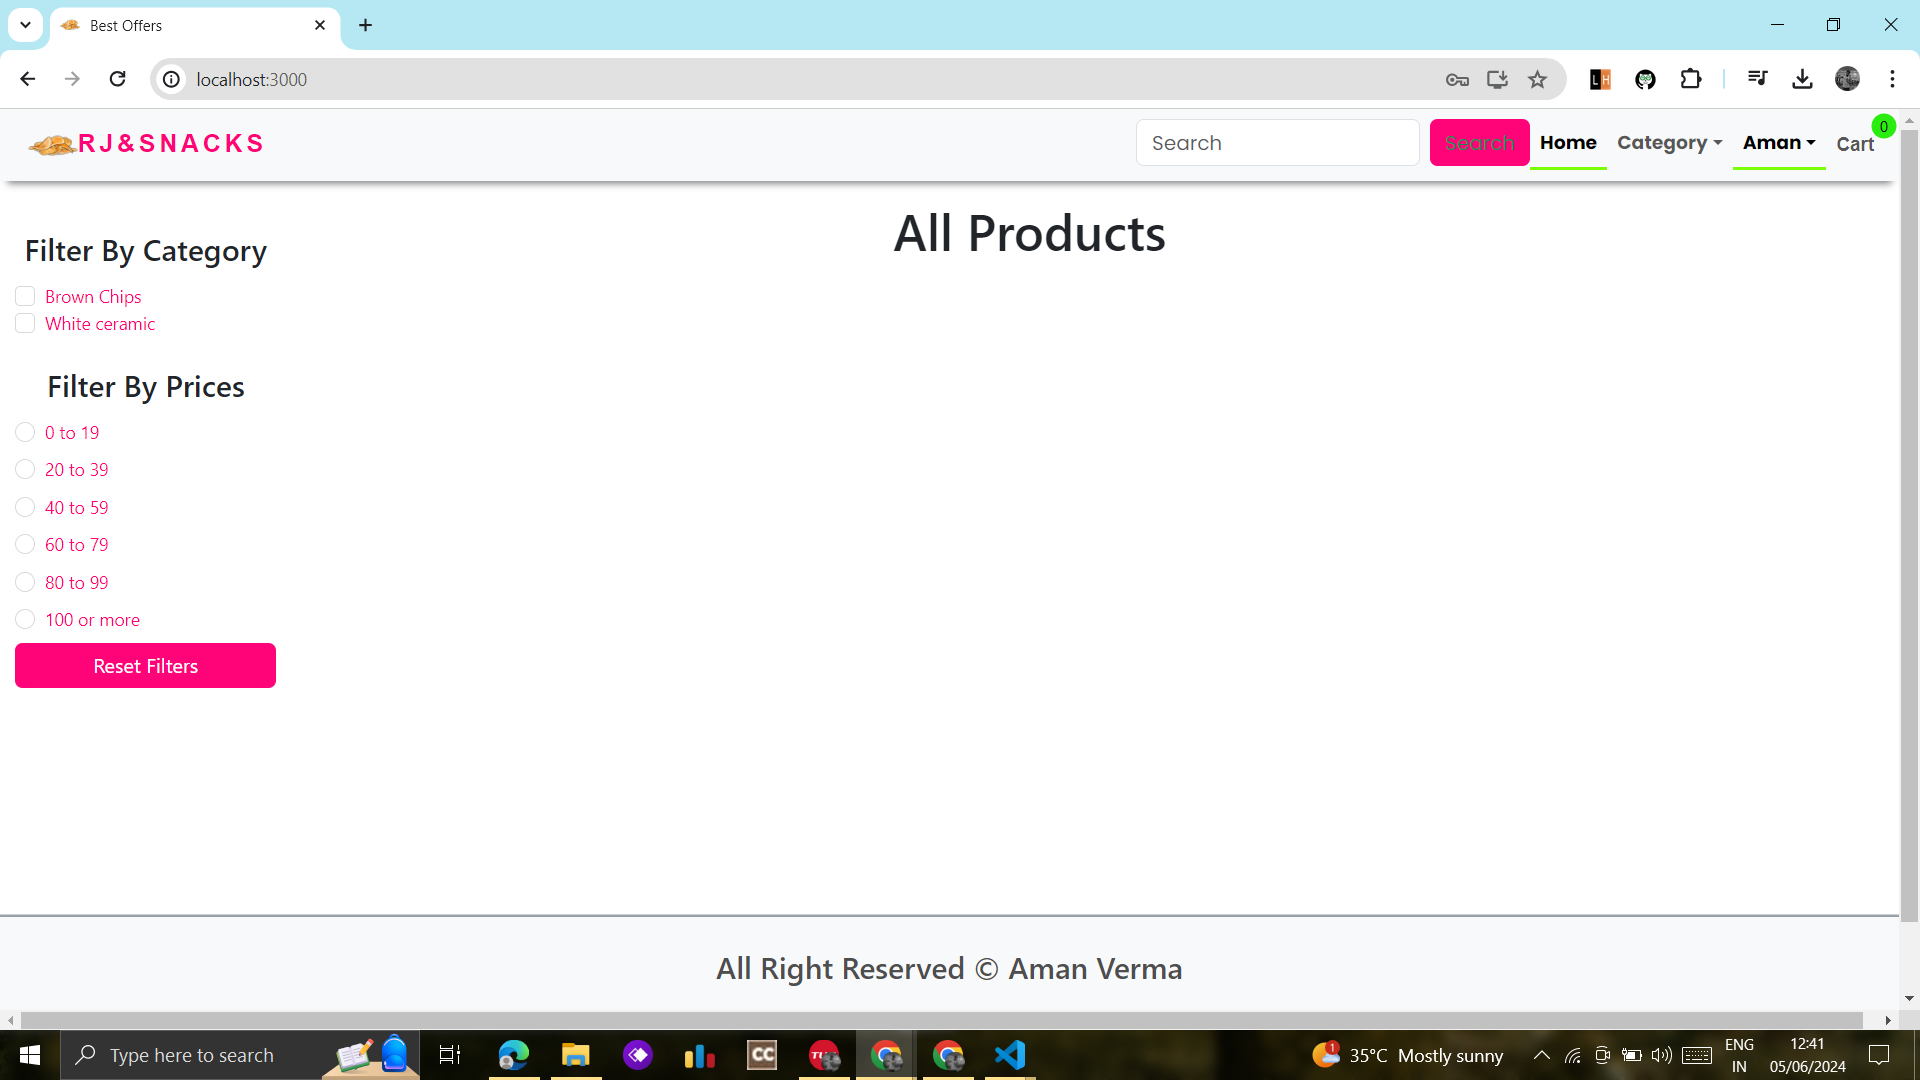 Best Offers
localhost:3000
RJ&SNACKS
Search
Search
Home
Category
Aman
Cart
0
All Products
Filter By Category
Brown Chips
White ceramic
Filter By Prices
0 to 19
20 to 39
40 to 59
60 to 79
80 to 99
100 or more
Reset Filters
All Right Reserved © Aman Verma
Type here to search
CC
LH
1
35°C Mostly sunny
ENG
IN
12:41
05/06/2024